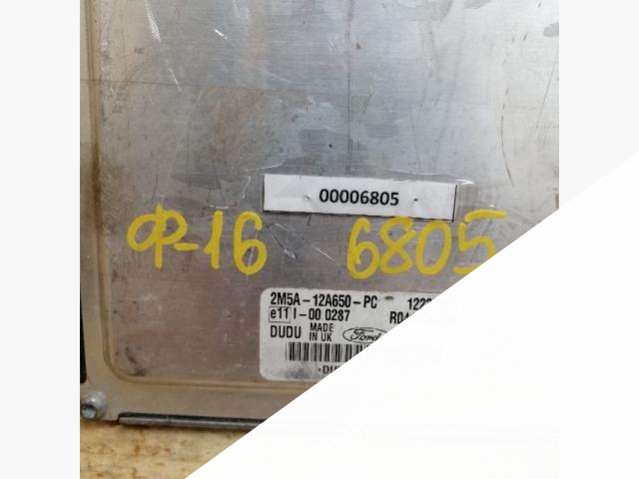 00006805
Ф-16 6805
2M5A-12A650-PC
e11 I-00 0287
DUDU MADE IN UK Ford